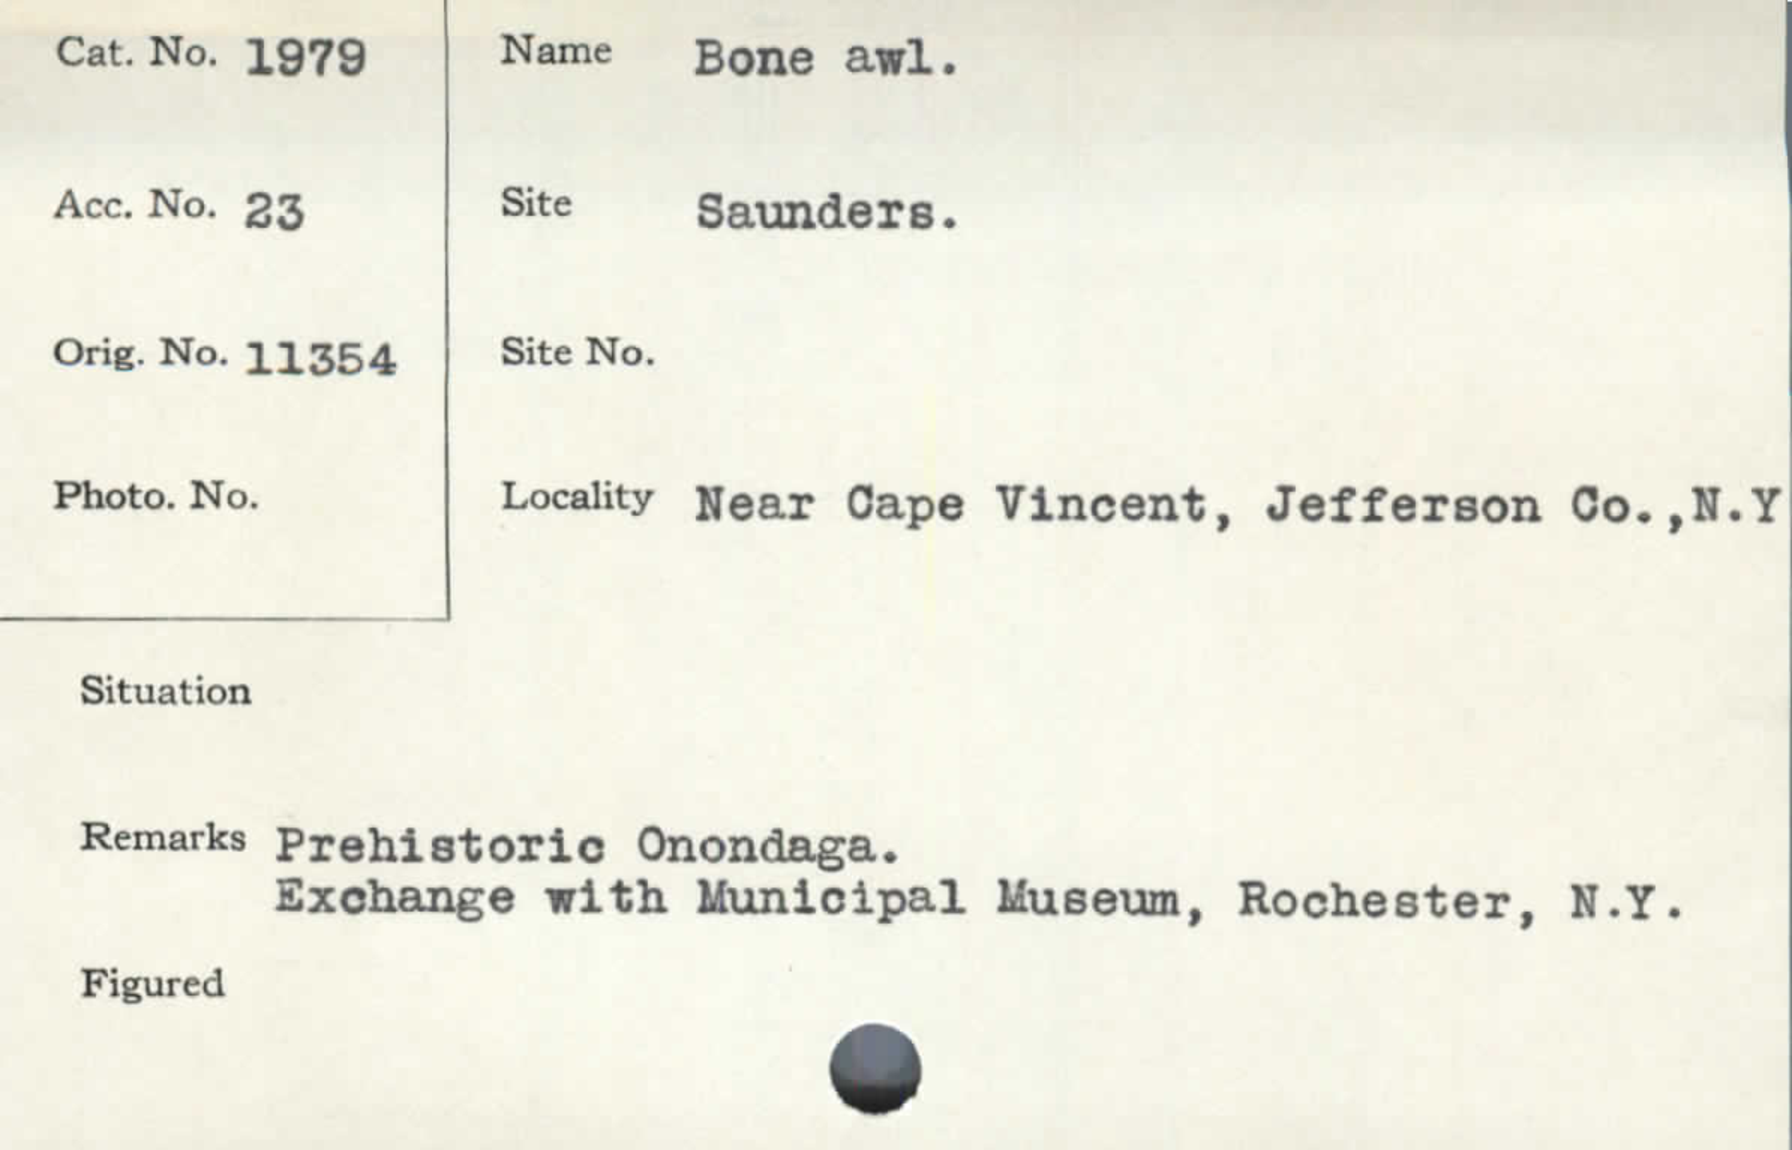 Cat. No. 1979
Name Bone awl.
Acc. No. 23
Site Saunders.
Orig. No. 11354
Site No.
Photo. No.
Locality Near Cape Vincent, Jefferson Co.,N.Y
Situation
Remarks Prehistoric Onondaga.
Exchange with Municipal Museum, Rochester, N.Y.
Figured